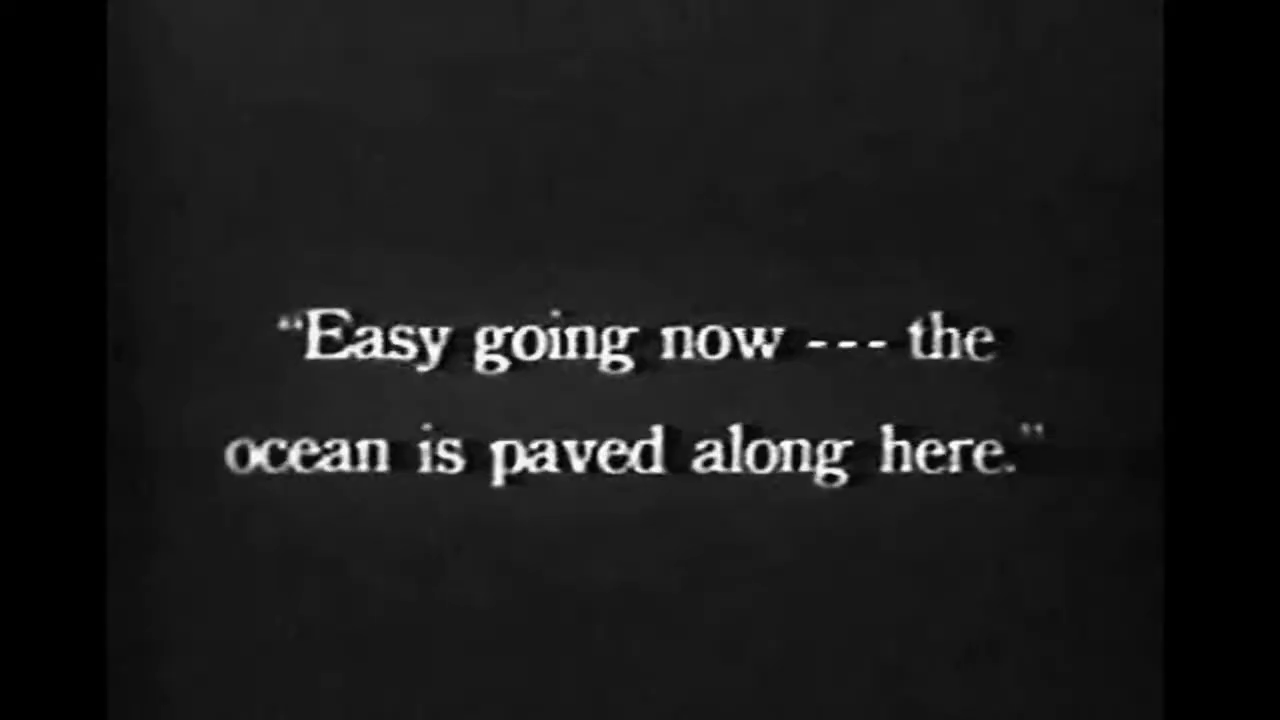 “Easy going now --- the
ocean is paved along here.”